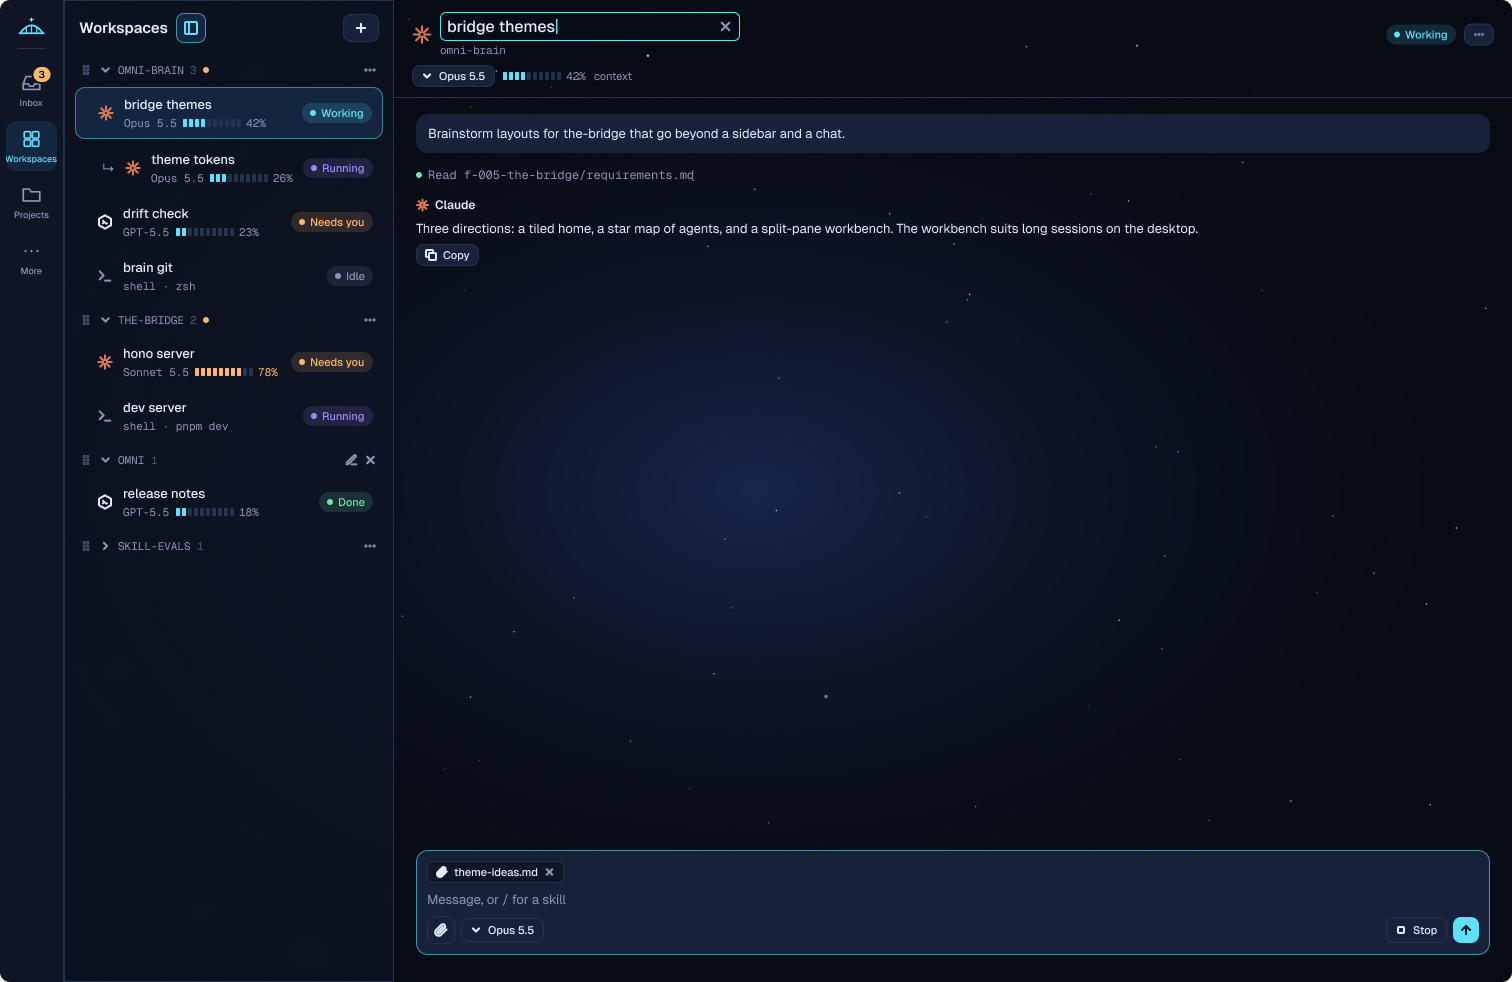 3
Inbox
Workspaces
Projects
More
Workspaces
OMNI-BRAIN 3
bridge themes
Opus 5.5 42%
Working
theme tokens
Opus 5.5 26%
Running
drift check
GPT-5.5 23%
Needs you
brain git
shell · zsh
Idle
THE-BRIDGE 2
hono server
Sonnet 5.5 78%
Needs you
dev server
shell · pnpm dev
Running
OMNI 1
release notes
GPT-5.5 18%
Done
SKILL-EVALS 1
bridge themes
omni-brain
Working
Opus 5.5 42% context
Brainstorm layouts for the-bridge that go beyond a sidebar and a chat.
Read f-005-the-bridge/requirements.md
Claude
Three directions: a tiled home, a star map of agents, and a split-pane workbench. The workbench suits long sessions on the desktop.
Copy
theme-ideas.md
Message, or / for a skill
Opus 5.5
Stop